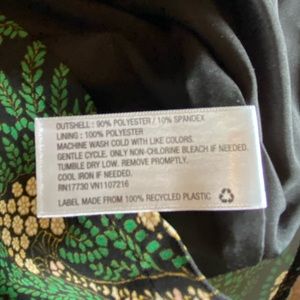 OUTSHELL : 90% POLYESTER / 10% SPANDEX
LINING : 100% POLYESTER
MACHINE WASH COLD WITH LIKE COLORS.
GENTLE CYCLE. ONLY NON-CHLORINE BLEACH IF NEEDED.
TUMBLE DRY LOW. REMOVE PROMPTLY.
COOL IRON IF NEEDED.
RN17730 VN1107216
LABEL MADE FROM 100% RECYCLED PLASTIC